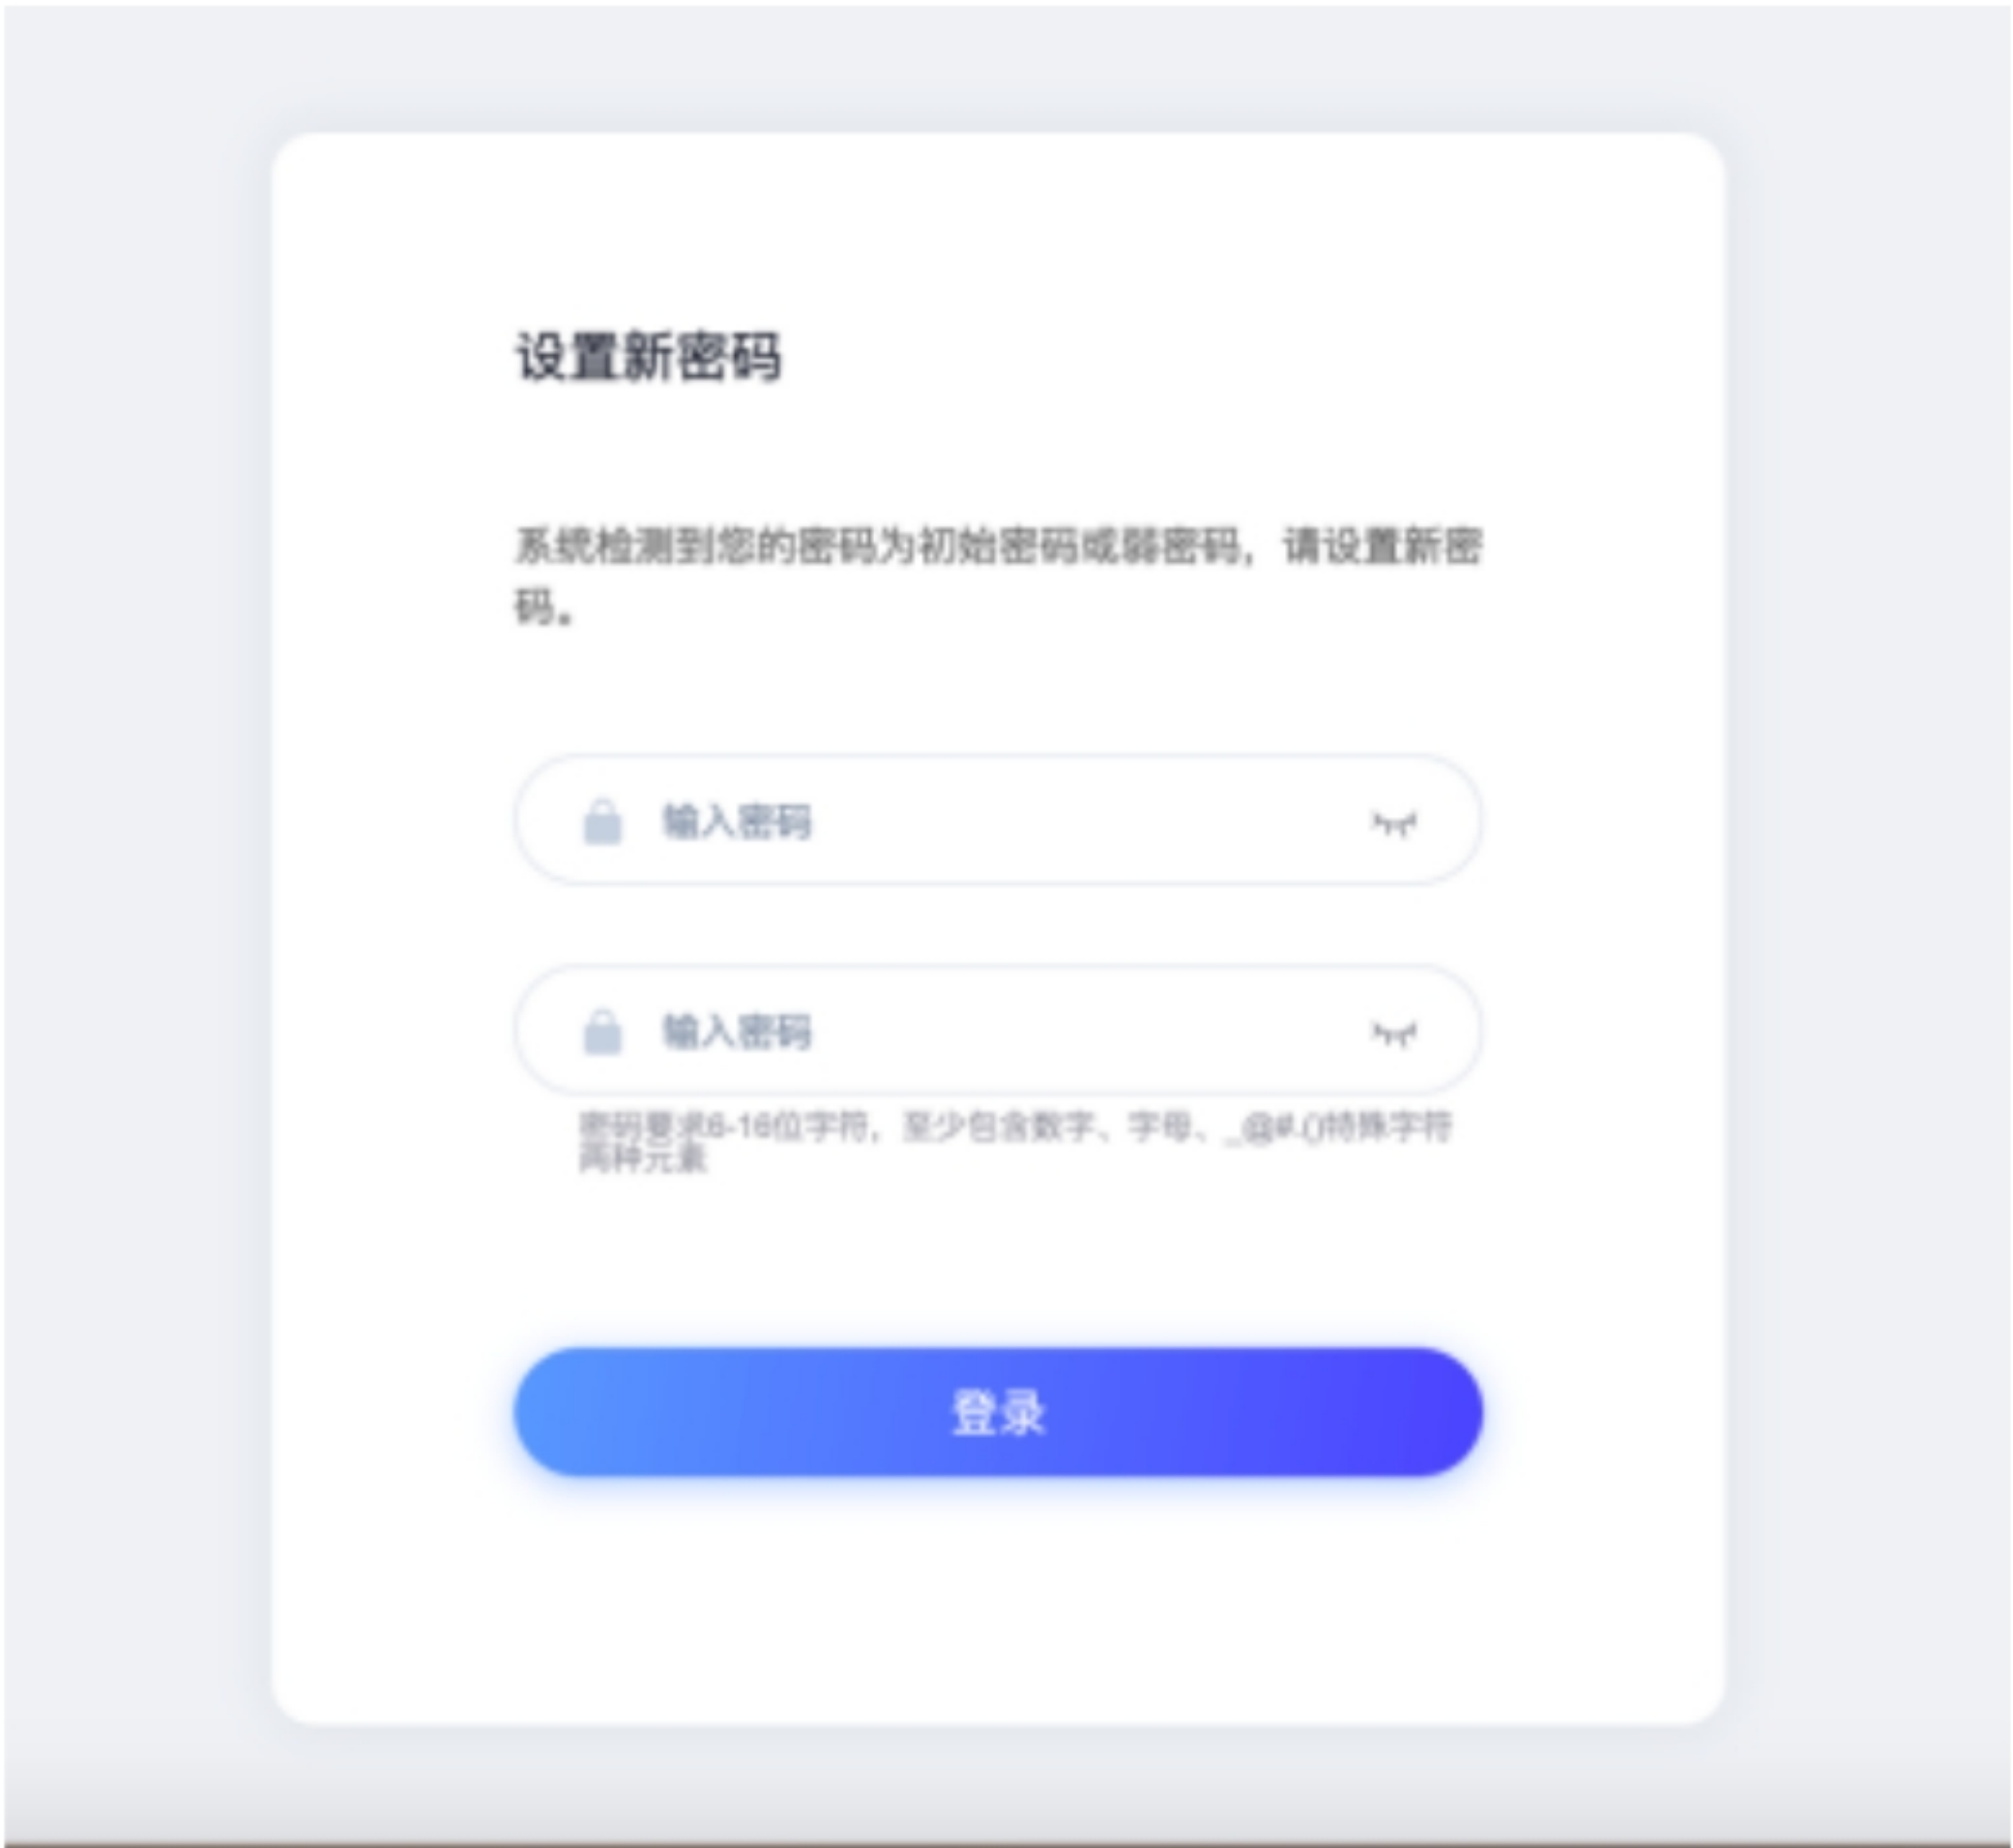 设置新密码
系统检测到您的密码为初始密码或弱密码，请设置新密
码。
输入密码
输入密码
密码要求6-16位字符，至少包含数字、字母、_@#.()特殊字符
两种元素
登录